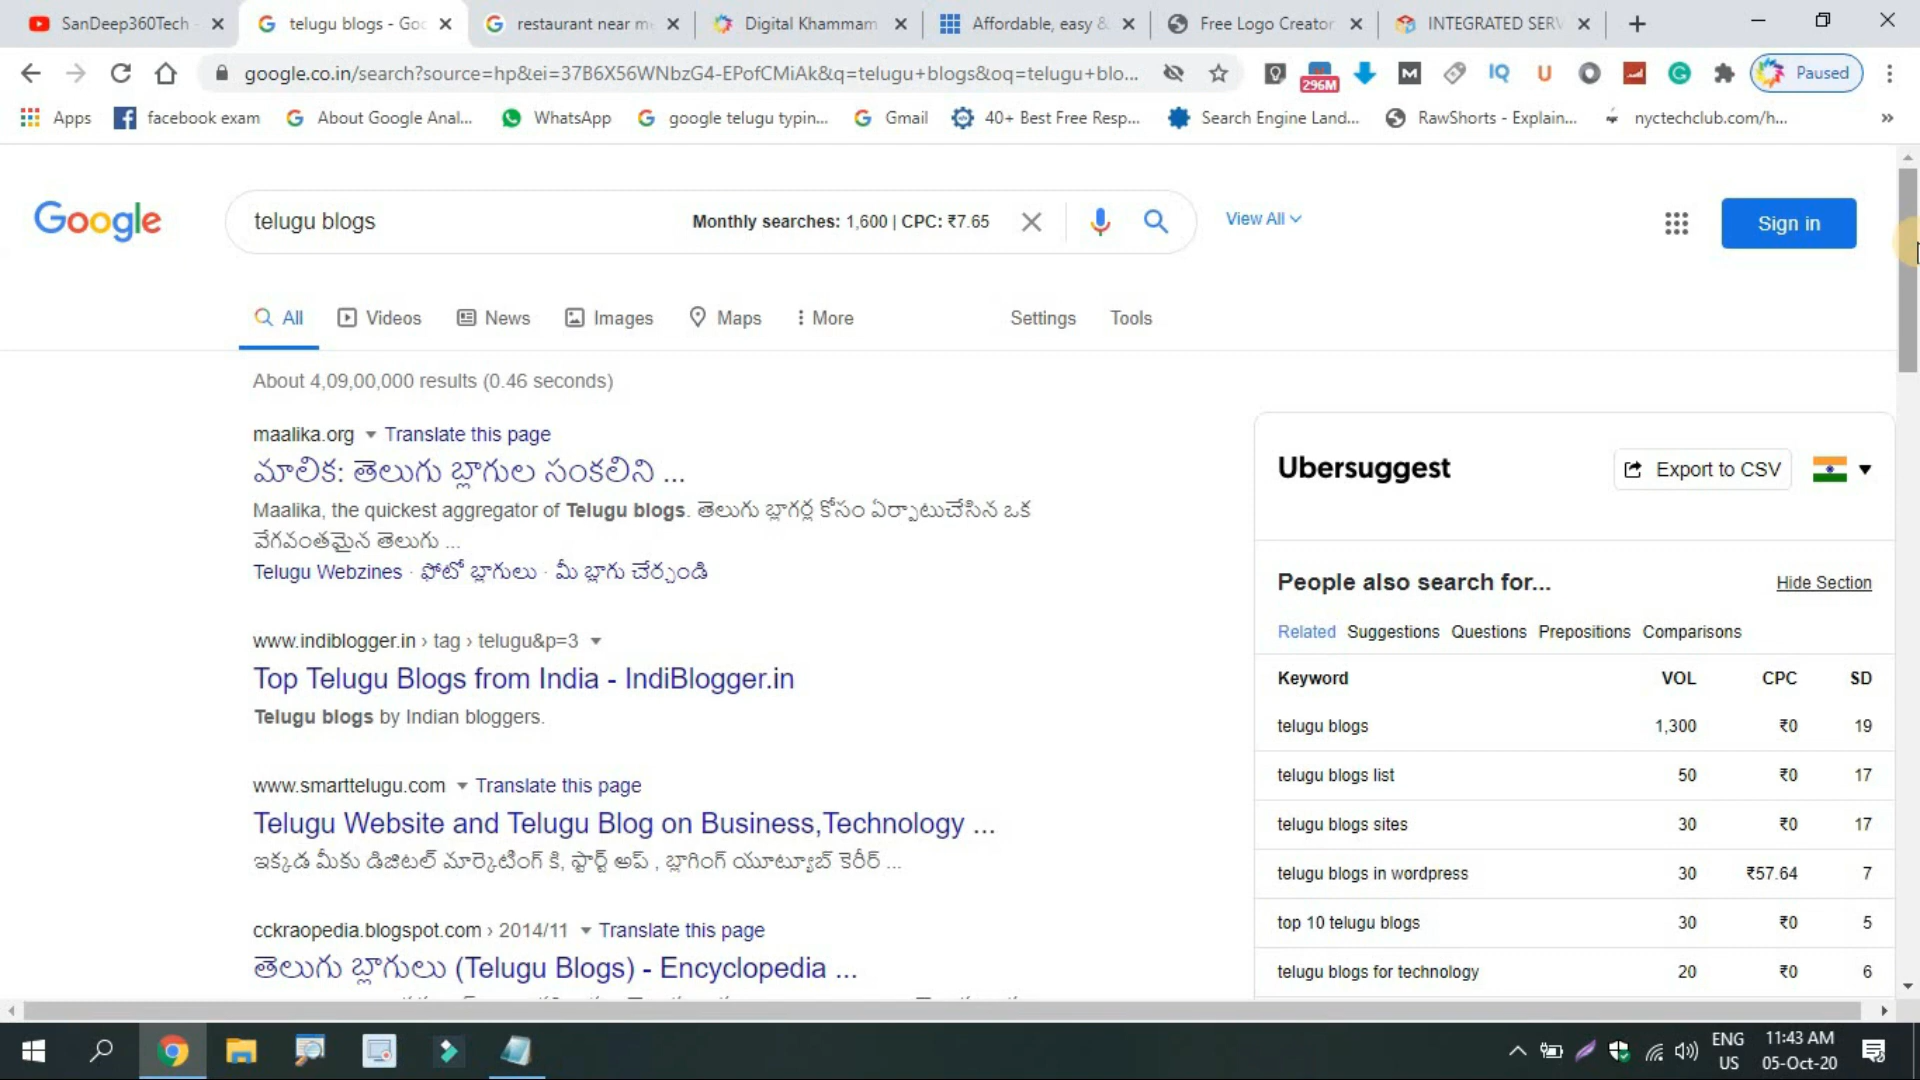 SanDeep360Tech -
telugu blogs - Goo
restaurant near m
Digital Khammam
Affordable, easy &
Free Logo Creator
INTEGRATED SERV
google.co.in/search?source=hp&ei=37B6X56WNbzG4-EPofCMiAk&q=telugu+blogs&oq=telugu+blo...
296M
M
IQ
U
Paused
Apps
facebook exam
About Google Anal...
WhatsApp
google telugu typin...
Gmail
40+ Best Free Resp...
Search Engine Land...
RawShorts - Explain...
nyctechclub.com/h...
»
Google
telugu blogs
Monthly searches: 1,600 | CPC: ₹7.65
View All
Sign in
All
Videos
News
Images
Maps
More
Settings
Tools
About 4,09,00,000 results (0.46 seconds)
maalika.org Translate this page
మాలిక: తెలుగు బ్లాగుల సంకలిని ...
Maalika, the quickest aggregator of Telugu blogs. తెలుగు బ్లాగర్ల కోసం ఏర్పాటుచేసిన ఒక
వేగవంతమైన తెలుగు ...
Telugu Webzines · ఫోటో బ్లాగులు · మీ బ్లాగు చేర్చండి
www.indiblogger.in › tag › telugu&p=3
Top Telugu Blogs from India - IndiBlogger.in
Telugu blogs by Indian bloggers.
www.smarttelugu.com Translate this page
Telugu Website and Telugu Blog on Business,Technology ...
ఇక్కడ మీకు డిజిటల్ మార్కెటింగ్ కి, స్టార్ట్ అప్ , బ్లాగింగ్ యూట్యూబ్ కెరీర్ ...
cckraopedia.blogspot.com › 2014/11 Translate this page
తెలుగు బ్లాగులు (Telugu Blogs) - Encyclopedia ...
Ubersuggest
Export to CSV
People also search for...
Hide Section
Related Suggestions Questions Prepositions Comparisons
Keyword VOL CPC SD
telugu blogs 1,300 ₹0 19
telugu blogs list 50 ₹0 17
telugu blogs sites 30 ₹0 17
telugu blogs in wordpress 30 ₹57.64 7
top 10 telugu blogs 30 ₹0 5
telugu blogs for technology 20 ₹0 6
ENG
US
11:43 AM
05-Oct-20